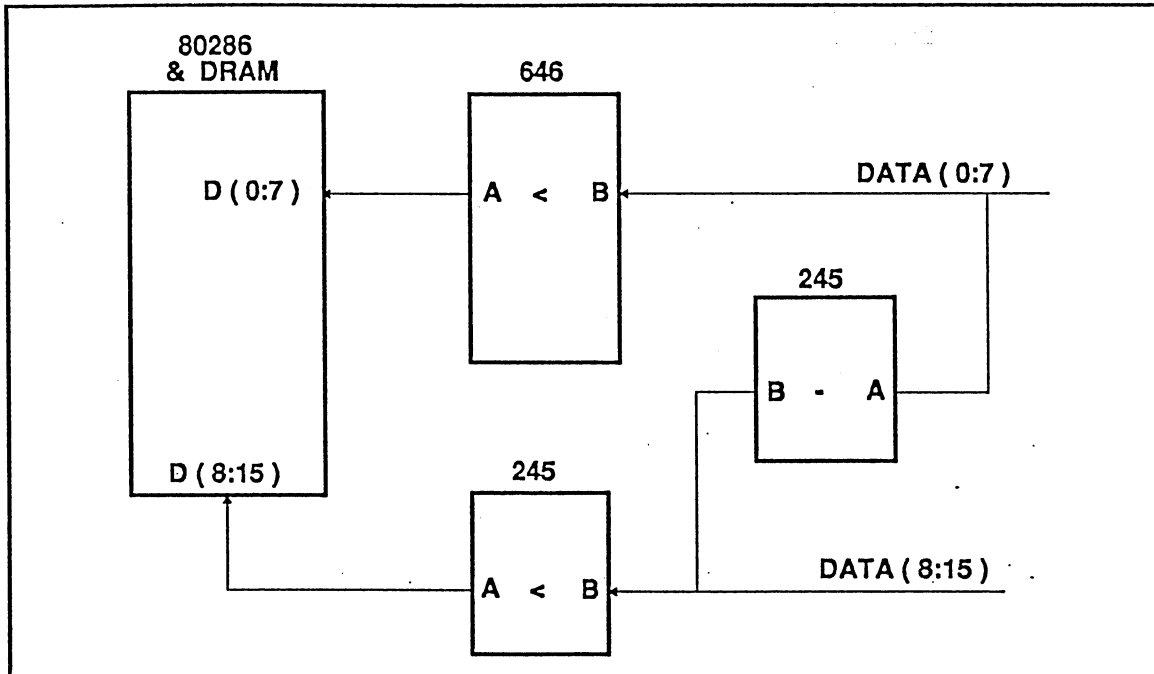 80286
& DRAM
646
D ( 0:7 )
A < B
DATA ( 0:7 )
245
B - A
D ( 8:15 )
245
A < B
DATA ( 8:15 )